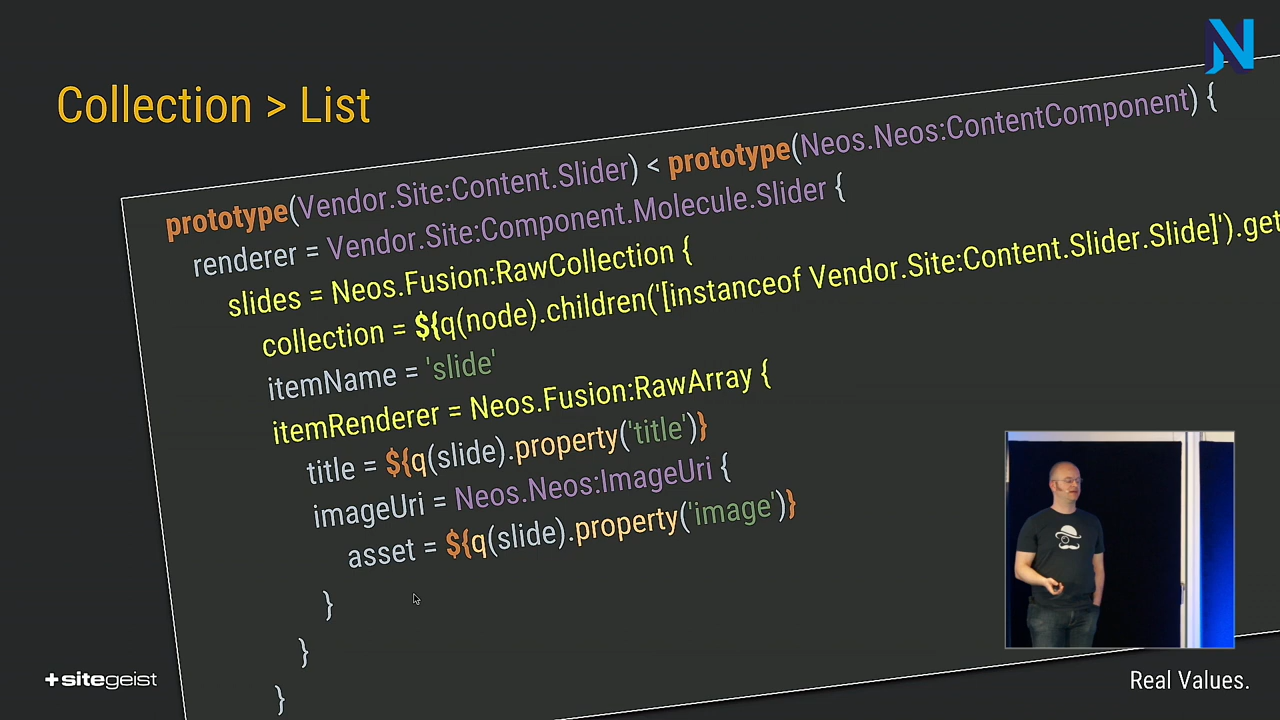 N
Collection > List
prototype(Vendor.Site:Content.Slider) < prototype(Neos.Neos:ContentComponent) {
renderer = Vendor.Site:Component.Molecule.Slider {
slides = Neos.Fusion:RawCollection {
collection = ${q(node).children('[instanceof Vendor.Site:Content.Slider.Slide]').get
itemName = 'slide'
itemRenderer = Neos.Fusion:RawArray {
title = ${q(slide).property('title')}
imageUri = Neos.Neos:ImageUri {
asset = ${q(slide).property('image')}
}
}
}
+sitegeist
Real Values.